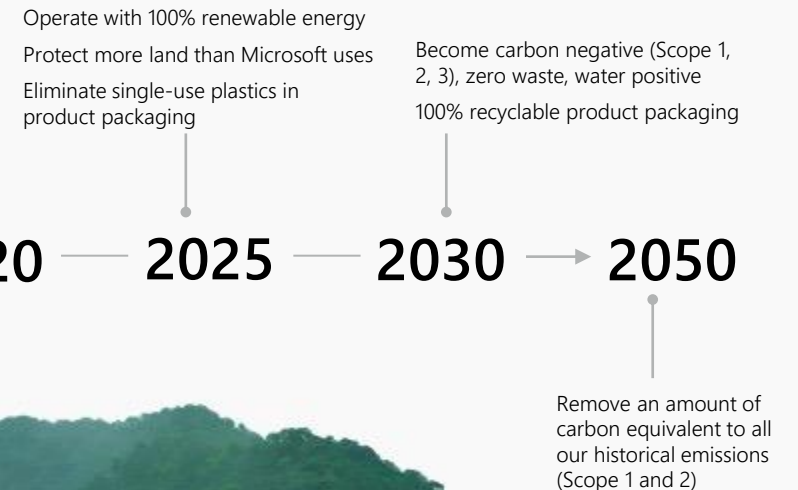 Operate with 100% renewable energy
Protect more land than Microsoft uses
Eliminate single-use plastics in
product packaging
Become carbon negative (Scope 1,
2, 3), zero waste, water positive
100% recyclable product packaging
20
2025
2030
2050
Remove an amount of
carbon equivalent to all
our historical emissions
(Scope 1 and 2)